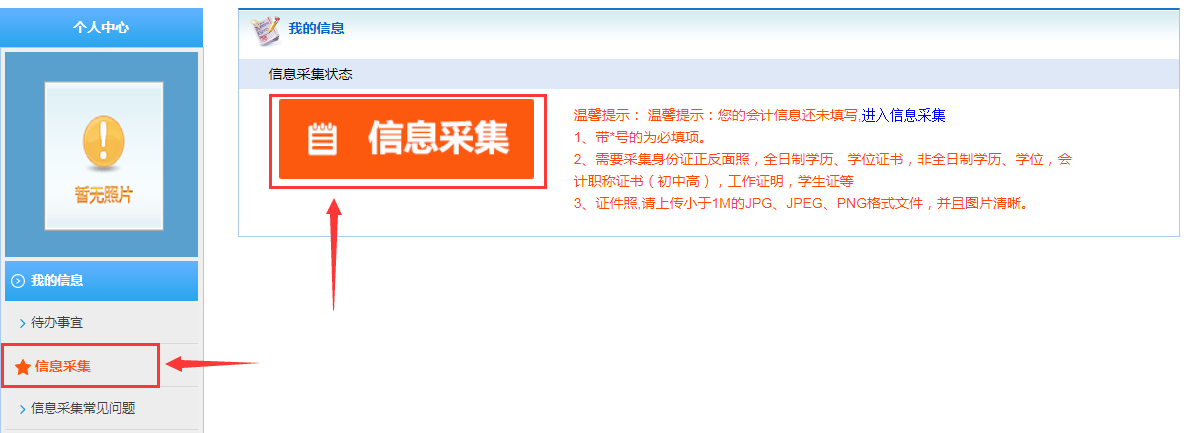 个人中心
暂无照片
我的信息
待办事宜
信息采集
信息采集常见问题
我的信息
信息采集状态
信息采集
温馨提示： 温馨提示：您的会计信息还未填写,进入信息采集
1、带*号的为必填项。
2、需要采集身份证正反面照，全日制学历、学位证书，非全日制学历、学位，会
计职称证书（初中高），工作证明，学生证等
3、证件照,请上传小于1M的JPG、JPEG、PNG格式文件，并且图片清晰。